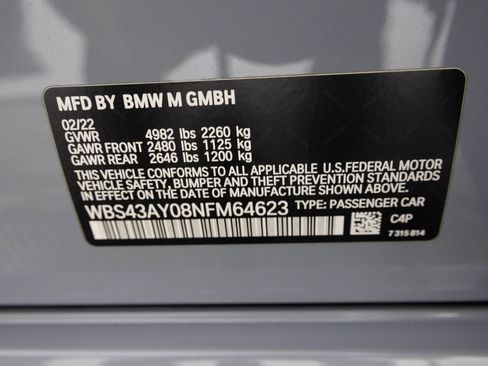 MFD BY BMW M GMBH
02/22
GVWR 4982 lbs 2260 kg
GAWR FRONT 2480 lbs 1125 kg
GAWR REAR 2646 lbs 1200 kg
THIS VEHICLE CONFORMS TO ALL APPLICABLE U.S.FEDERAL MOTOR
VEHICLE SAFETY, BUMPER, AND THEFT PREVENTION STANDARDS
IN EFFECT ON THE DATE OF MANUFACTURE SHOWN ABOVE.
WBS43AY08NFM64623 TYPE: PASSENGER CAR
C4P
7 315 814